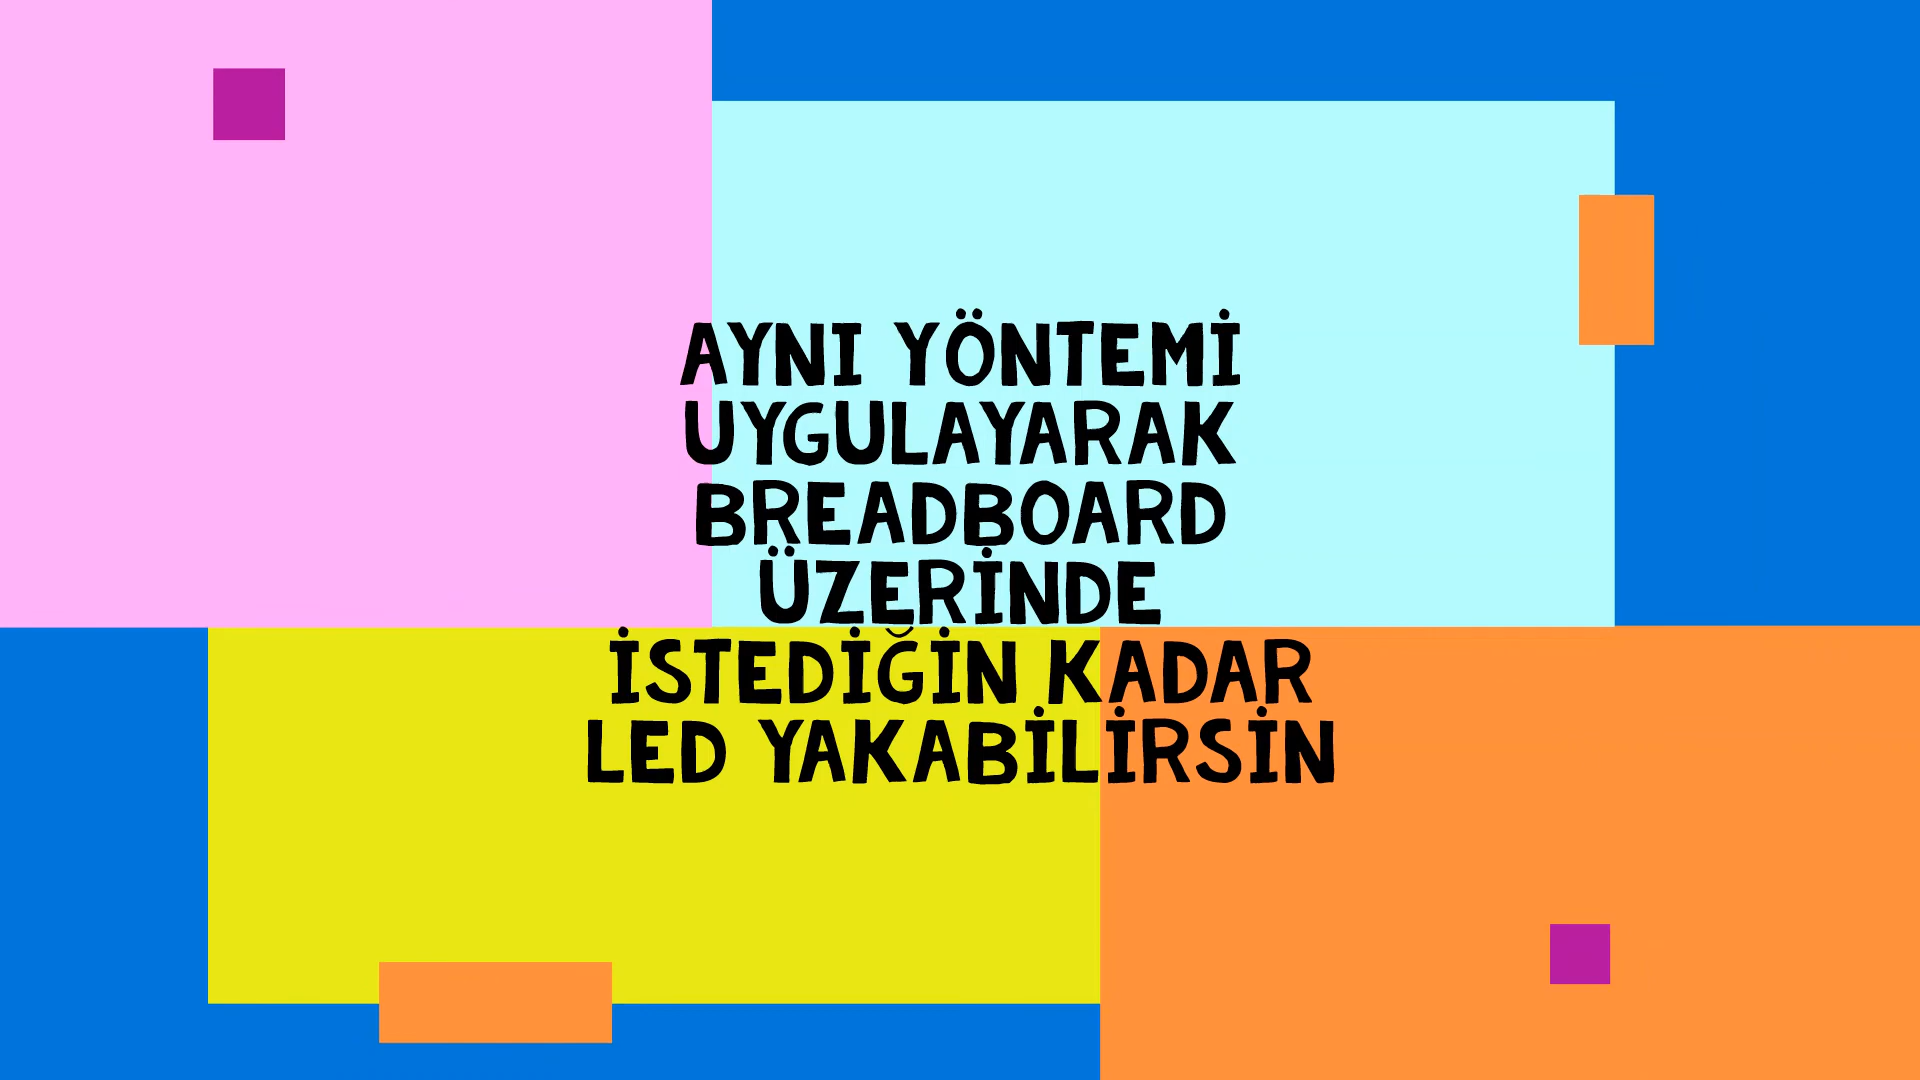 AYNI YÖNTEMİ
UYGULAYARAK
BREADBOARD
ÜZERİNDE
İSTEDİĞİN KADAR
LED YAKABİLİRSİN